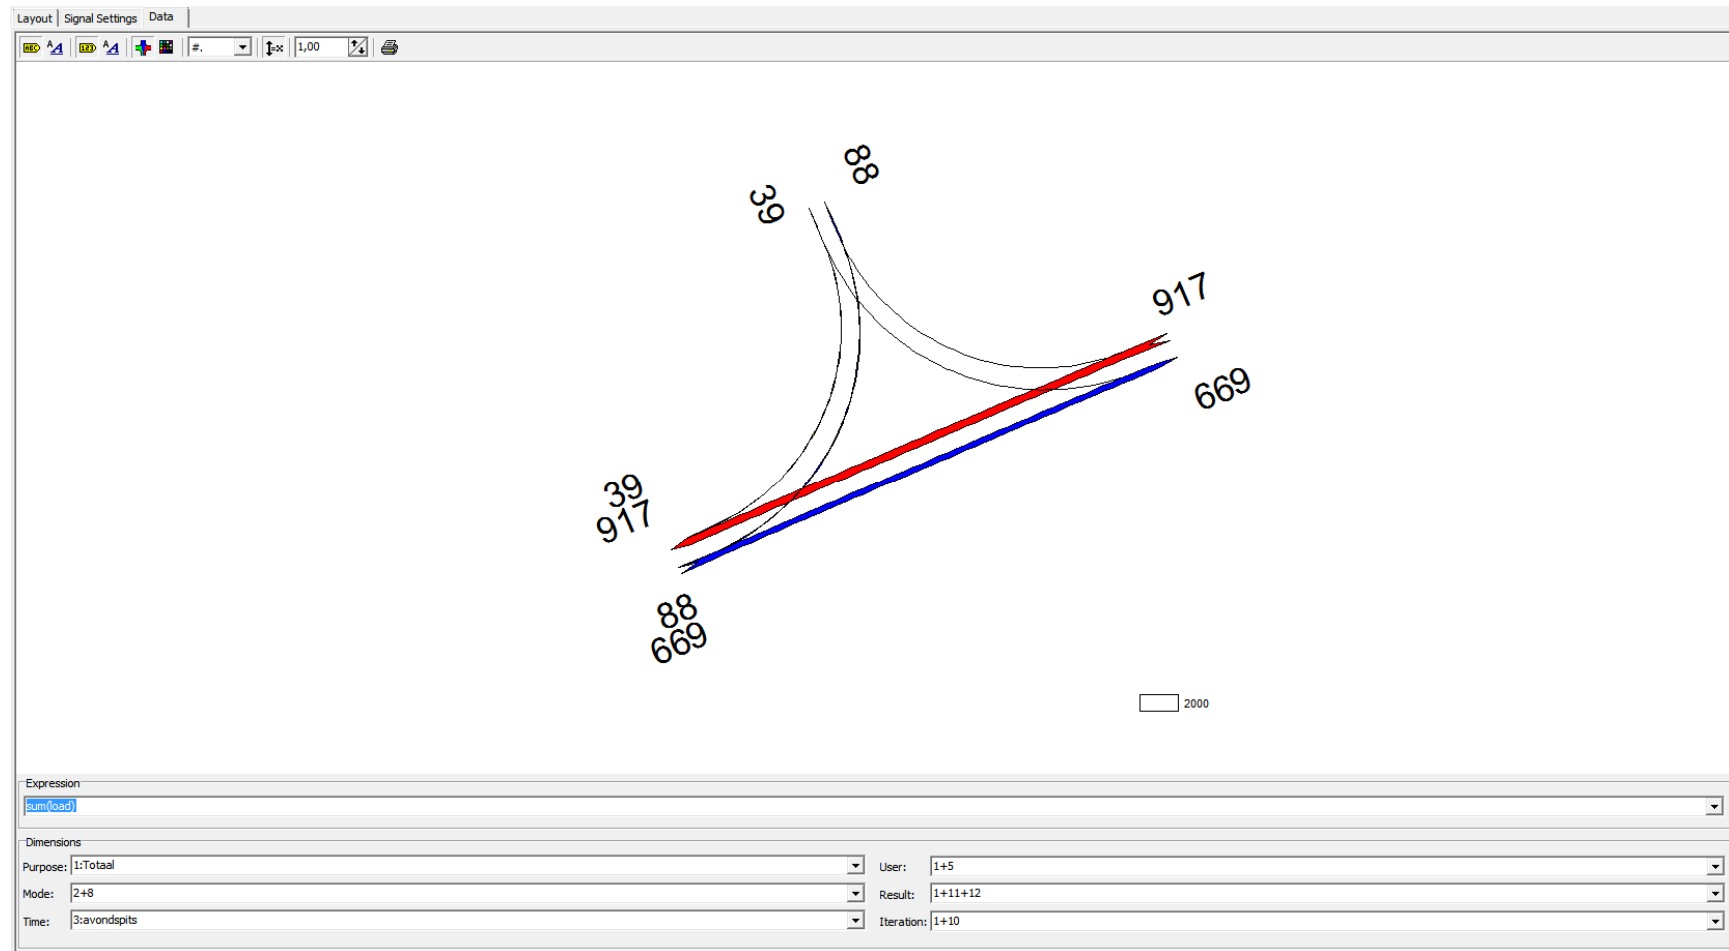 Layout Signal Settings Data
ABC A 123 A #. 1,00
88
39
917
669
39
917
88
669
2000
Expression
sum(load)
Dimensions
Purpose: 1:Totaal User: 1+5
Mode: 2+8 Result: 1+11+12
Time: 3:avondspits Iteration: 1+10